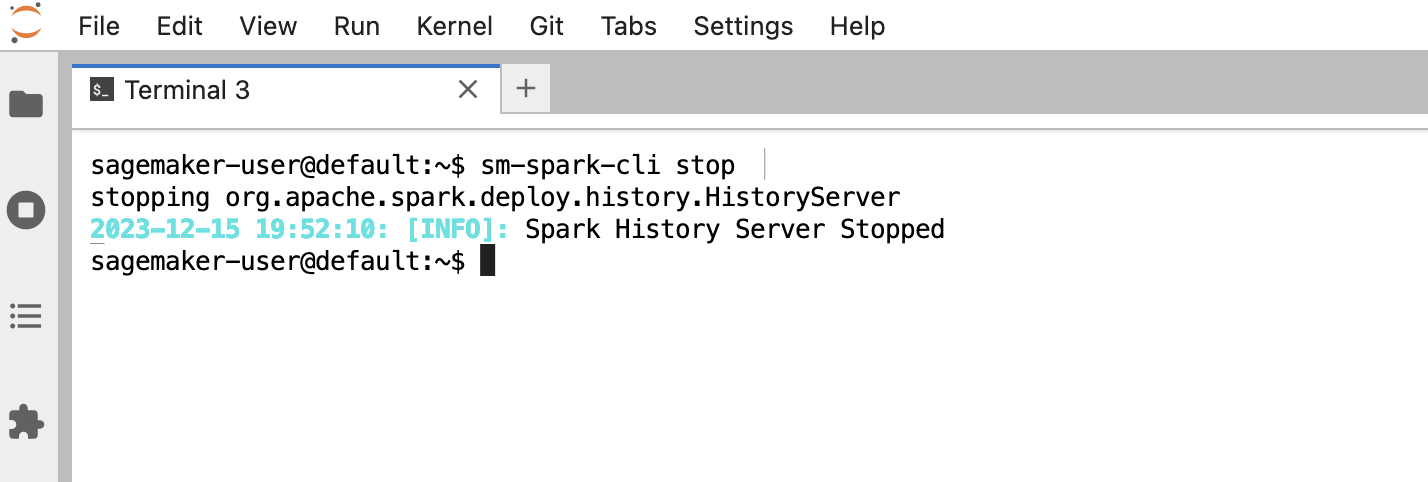 File Edit View Run Kernel Git Tabs Settings Help
$_ Terminal 3
sagemaker-user@default:~$ sm-spark-cli stop
stopping org.apache.spark.deploy.history.HistoryServer
2023-12-15 19:52:10: [INFO]: Spark History Server Stopped
sagemaker-user@default:~$